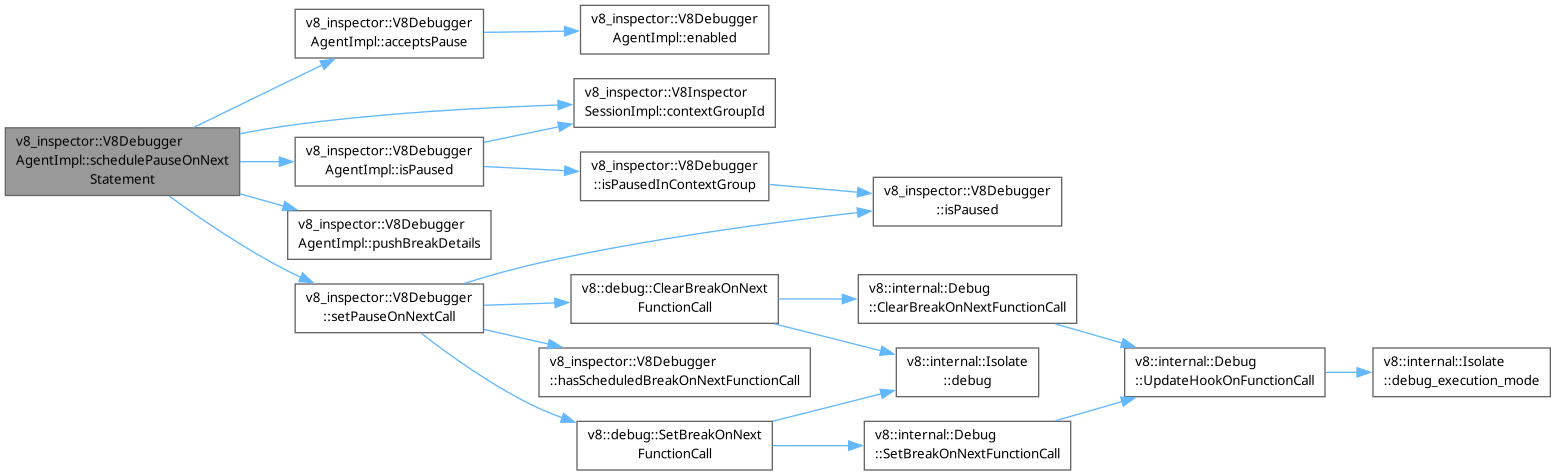 v8_inspector::V8Debugger
AgentImpl::schedulePauseOnNext
Statement
v8_inspector::V8Debugger
AgentImpl::acceptsPause
v8_inspector::V8Debugger
AgentImpl::enabled
v8_inspector::V8Inspector
SessionImpl::contextGroupId
v8_inspector::V8Debugger
AgentImpl::isPaused
v8_inspector::V8Debugger
::isPausedInContextGroup
v8_inspector::V8Debugger
::isPaused
v8_inspector::V8Debugger
AgentImpl::pushBreakDetails
v8_inspector::V8Debugger
::setPauseOnNextCall
v8::debug::ClearBreakOnNext
FunctionCall
v8::internal::Debug
::ClearBreakOnNextFunctionCall
v8_inspector::V8Debugger
::hasScheduledBreakOnNextFunctionCall
v8::internal::Isolate
::debug
v8::internal::Debug
::UpdateHookOnFunctionCall
v8::internal::Isolate
::debug_execution_mode
v8::debug::SetBreakOnNext
FunctionCall
v8::internal::Debug
::SetBreakOnNextFunctionCall